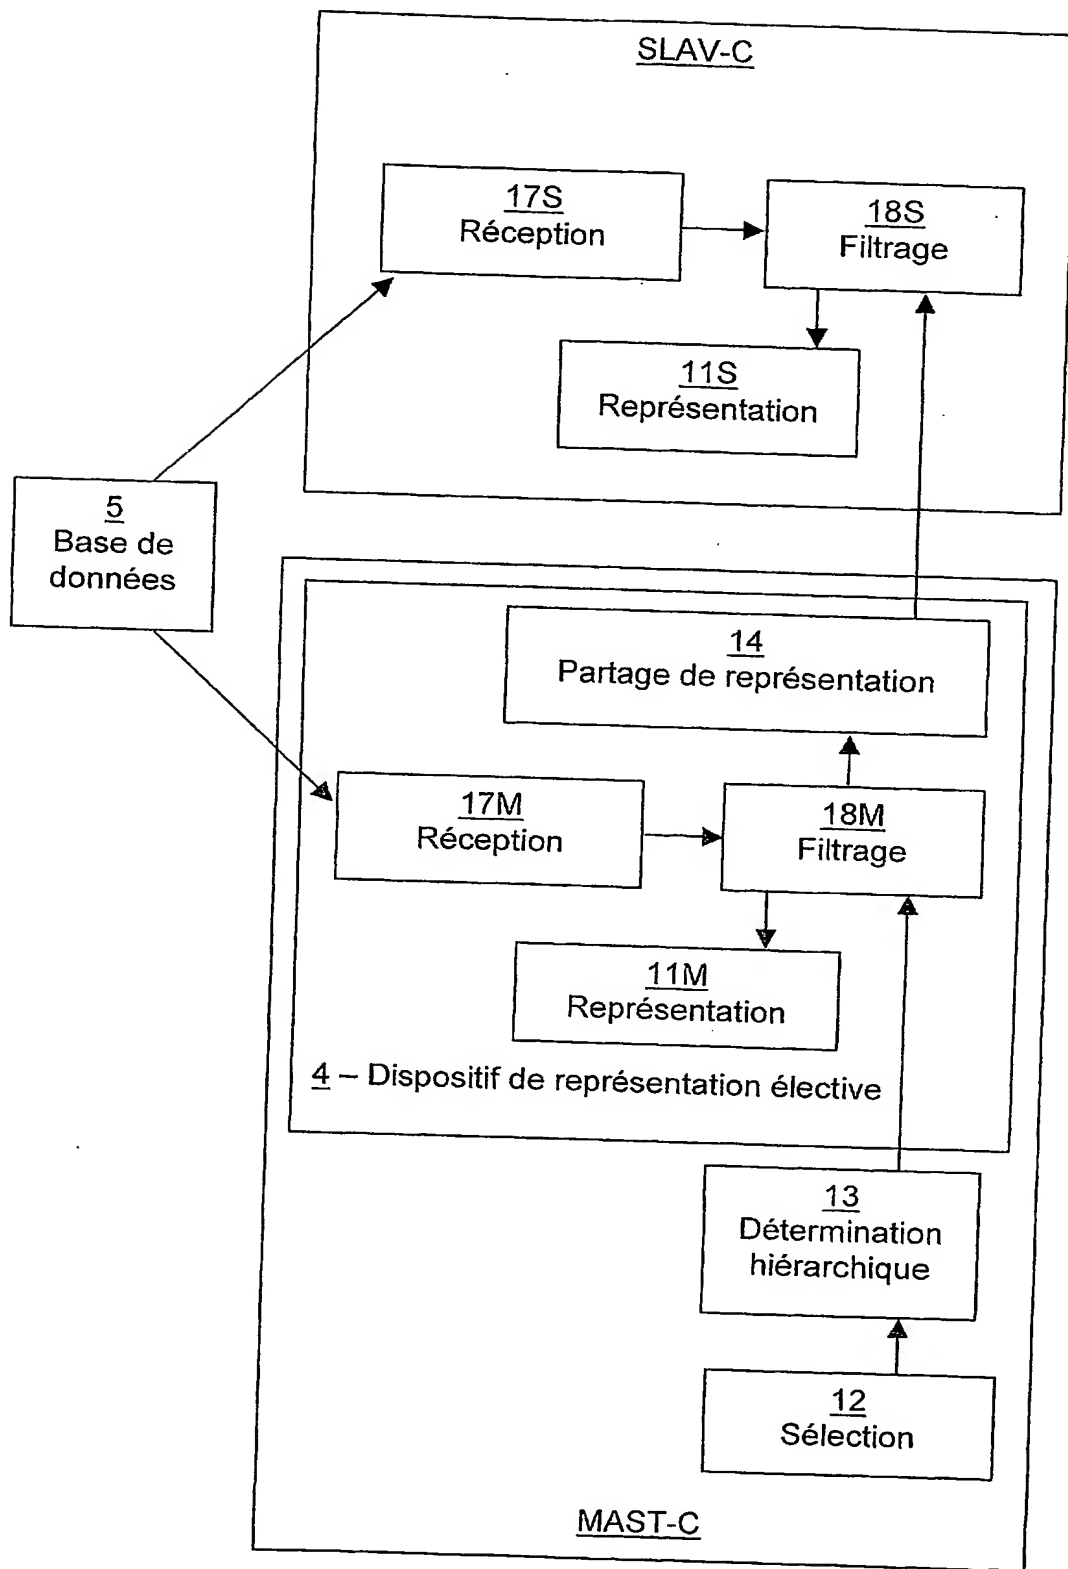 SLAV-C
17S
Réception
18S
Filtrage
11S
Représentation
5
Base de
données
14
Partage de représentation
17M
Réception
18M
Filtrage
11M
Représentation
4 – Dispositif de représentation élective
13
Détermination
hiérarchique
12
Sélection
MAST-C